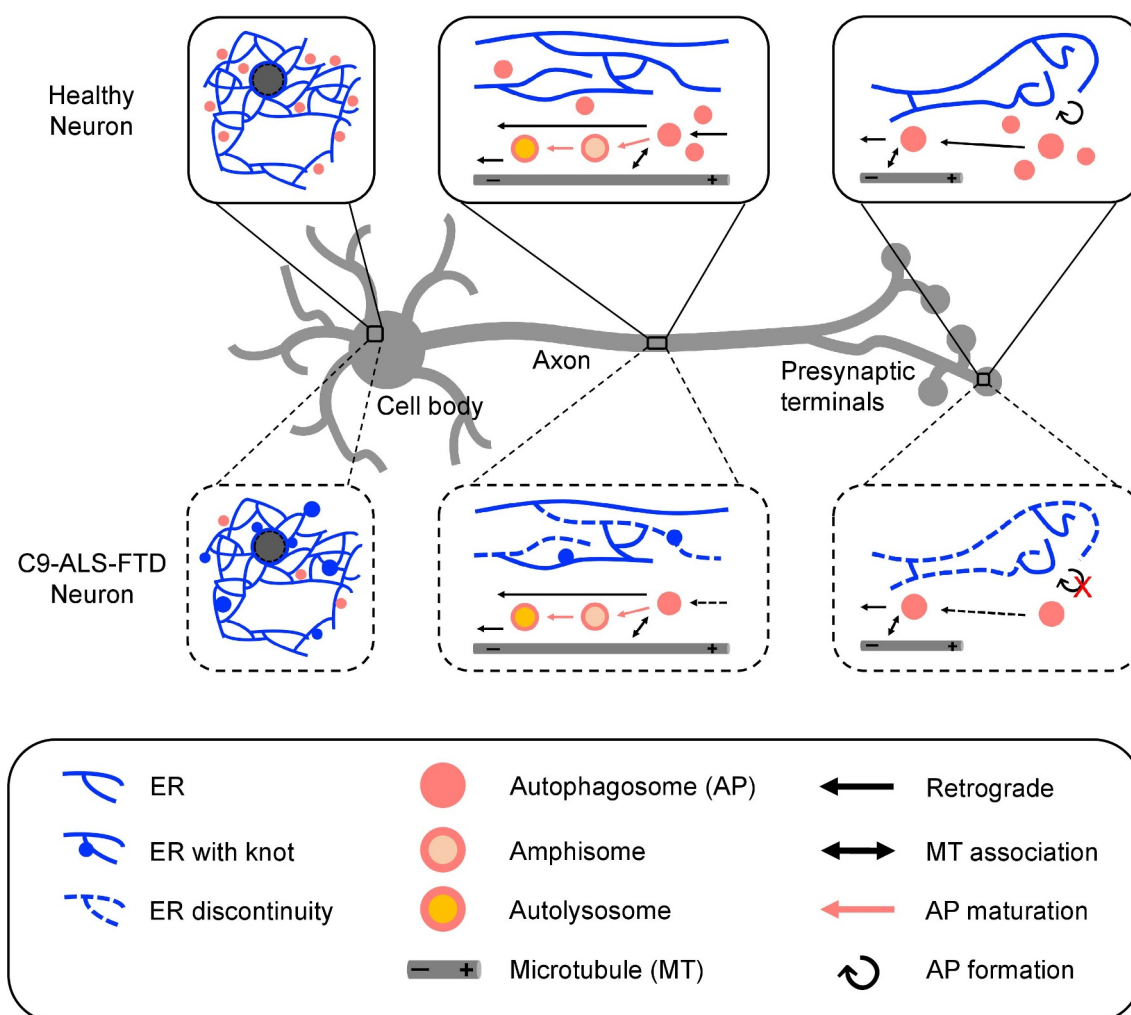 Healthy
Neuron
− +
− +
Axon
Cell body
Presynaptic
terminals
C9-ALS-FTD
Neuron
X
− +
− +
ER
Autophagosome (AP)
Retrograde
ER with knot
Amphisome
MT association
ER discontinuity
Autolysosome
AP maturation
− +
Microtubule (MT)
AP formation